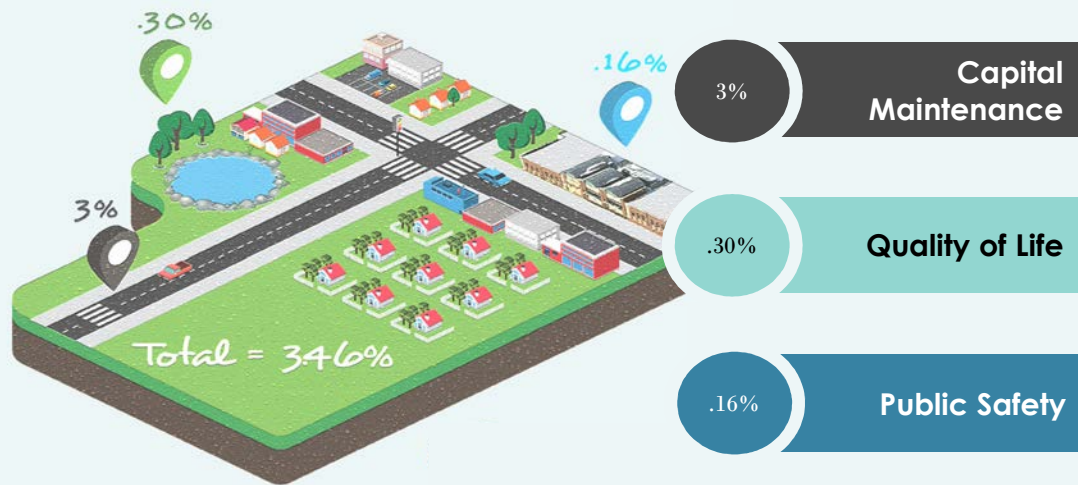 .30%
.16%
3%
Total = 3.46%
3%
Capital
Maintenance
.30%
Quality of Life
.16%
Public Safety